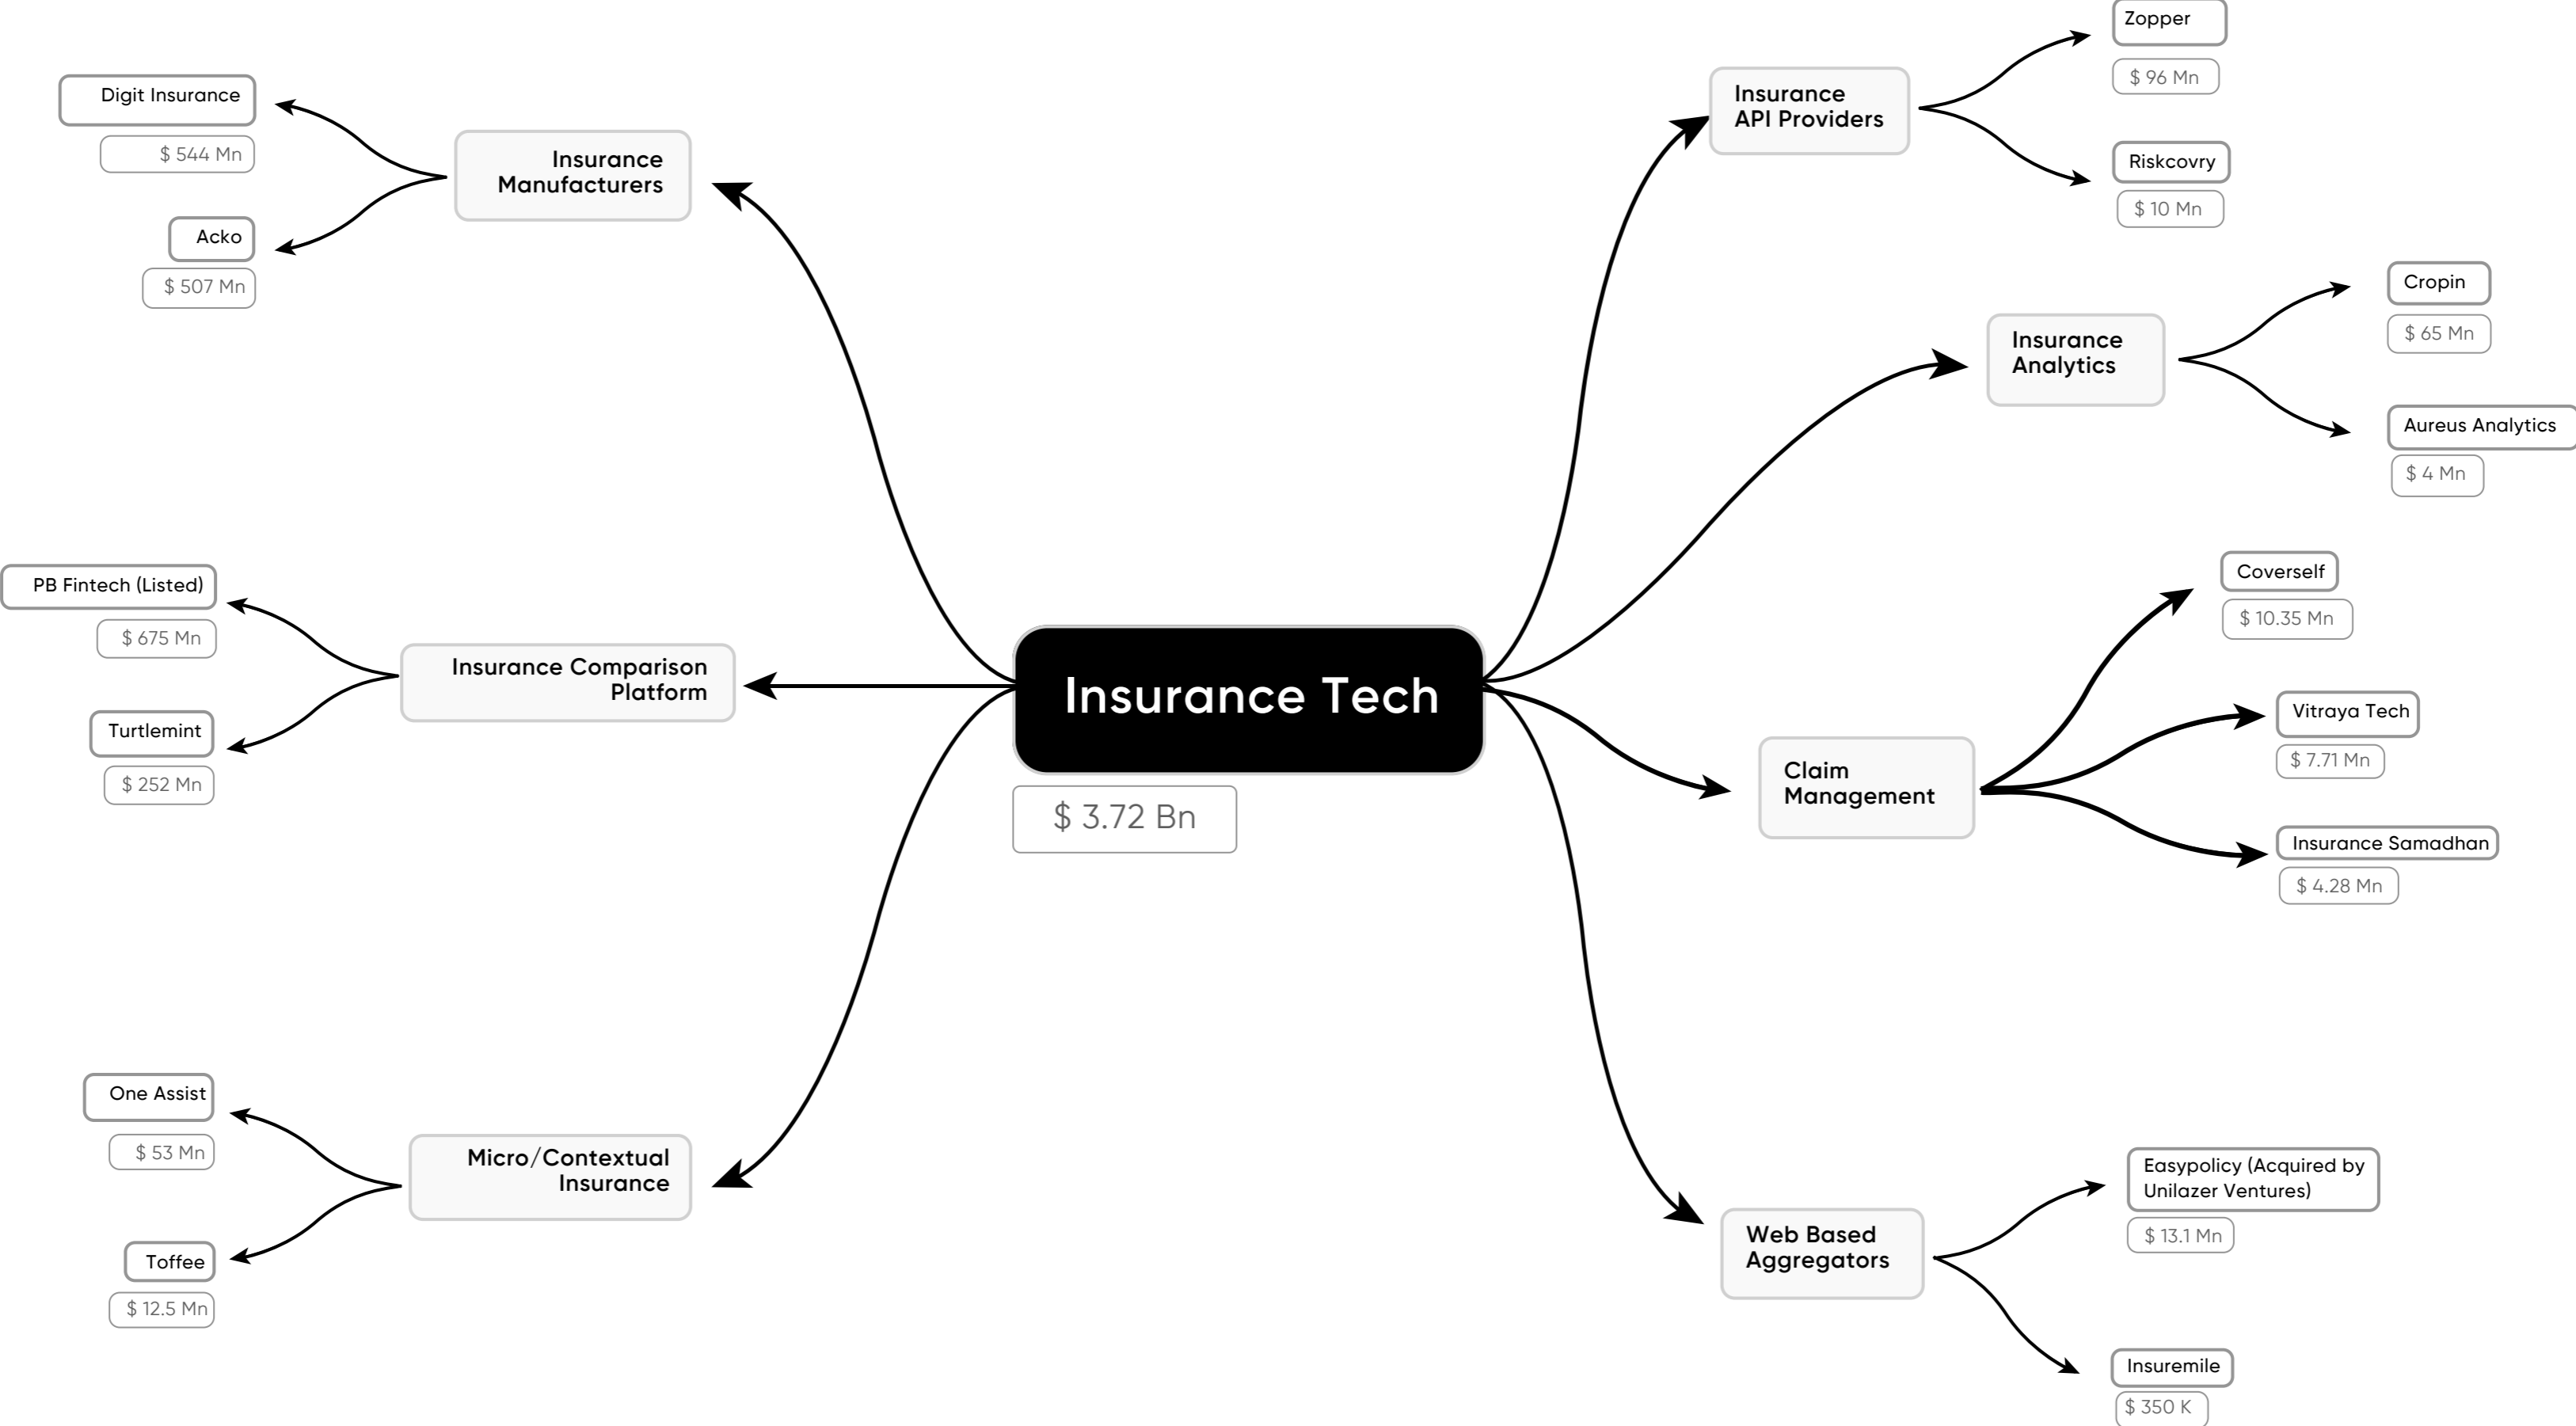 Insurance Tech
$ 3.72 Bn
Insurance
Manufacturers
Digit Insurance
$ 544 Mn
Acko
$ 507 Mn
Insurance Comparison
Platform
PB Fintech (Listed)
$ 675 Mn
Turtlemint
$ 252 Mn
Micro/Contextual
Insurance
One Assist
$ 53 Mn
Toffee
$ 12.5 Mn
Insurance
API Providers
Zopper
$ 96 Mn
Riskcovry
$ 10 Mn
Insurance
Analytics
Cropin
$ 65 Mn
Aureus Analytics
$ 4 Mn
Claim
Management
Coverself
$ 10.35 Mn
Vitraya Tech
$ 7.71 Mn
Insurance Samadhan
$ 4.28 Mn
Web Based
Aggregators
Easypolicy (Acquired by
Unilazer Ventures)
$ 13.1 Mn
Insuremile
$ 350 K